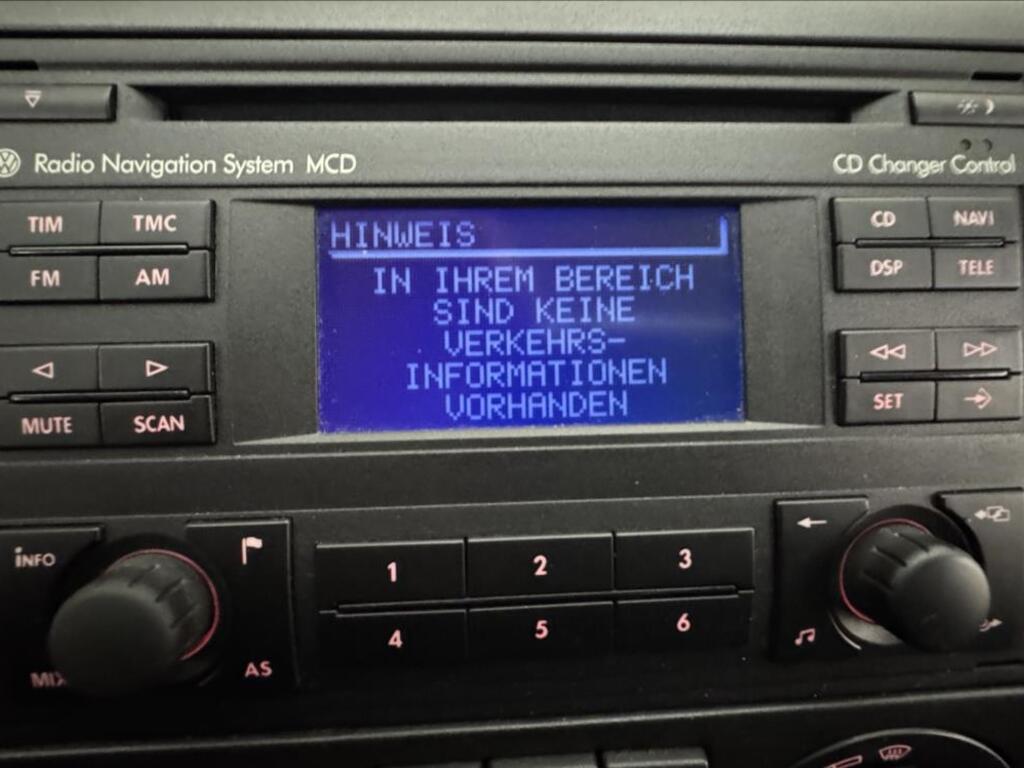 Radio Navigation System MCD
CD Changer Control
TIM
TMC
FM
AM
HINWEIS
IN IHREM BEREICH
SIND KEINE
VERKEHRS-
INFORMATIONEN
VORHANDEN
CD
NAVI
DSP
TELE
MUTE
SCAN
SET
INFO
MIX
AS
1
2
3
4
5
6